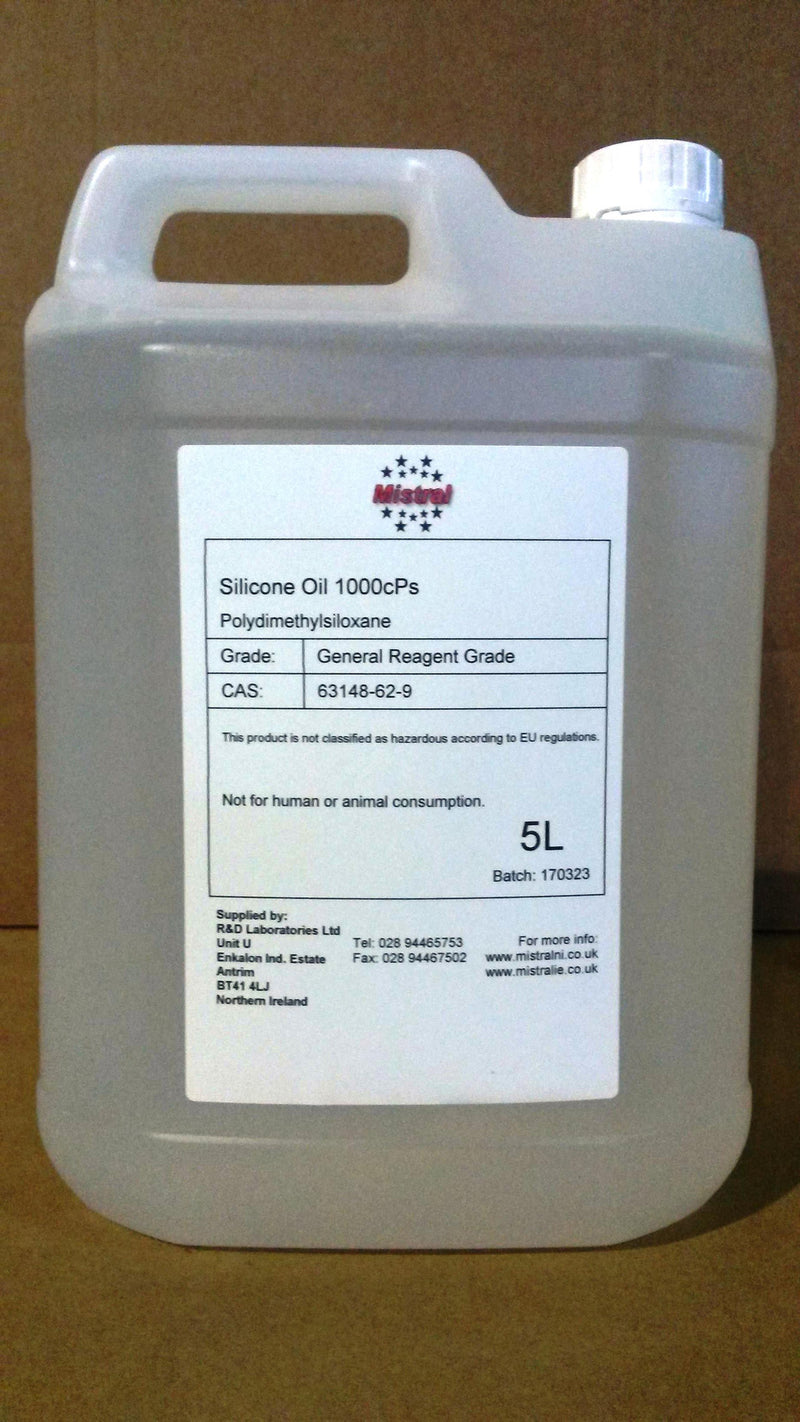 Mistral
Silicone Oil 1000cPs
Polydimethylsiloxane
Grade: General Reagent Grade
CAS: 63148-62-9
This product is not classified as hazardous according to EU regulations.
Not for human or animal consumption.
5L
Batch: 170323
Supplied by:
R&D Laboratories Ltd
Unit U
Enkalon Ind. Estate
Antrim
BT41 4LJ
Northern Ireland
Tel: 028 94465753
Fax: 028 94467502
For more info:
www.mistralni.co.uk
www.mistralie.co.uk